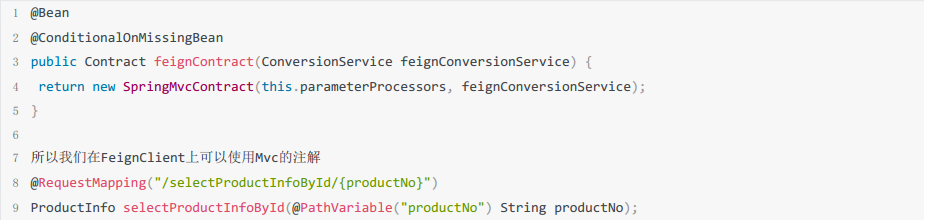 1 @Bean
2 @ConditionalOnMissingBean
3 public Contract feignContract(ConversionService feignConversionService) {
4  return new SpringMvcContract(this.parameterProcessors, feignConversionService);
5 }
6
7 所以我们在FeignClient上可以使用Mvc的注解
8 @RequestMapping("/selectProductInfoById/{productNo}")
9 ProductInfo selectProductInfoById(@PathVariable("productNo") String productNo);